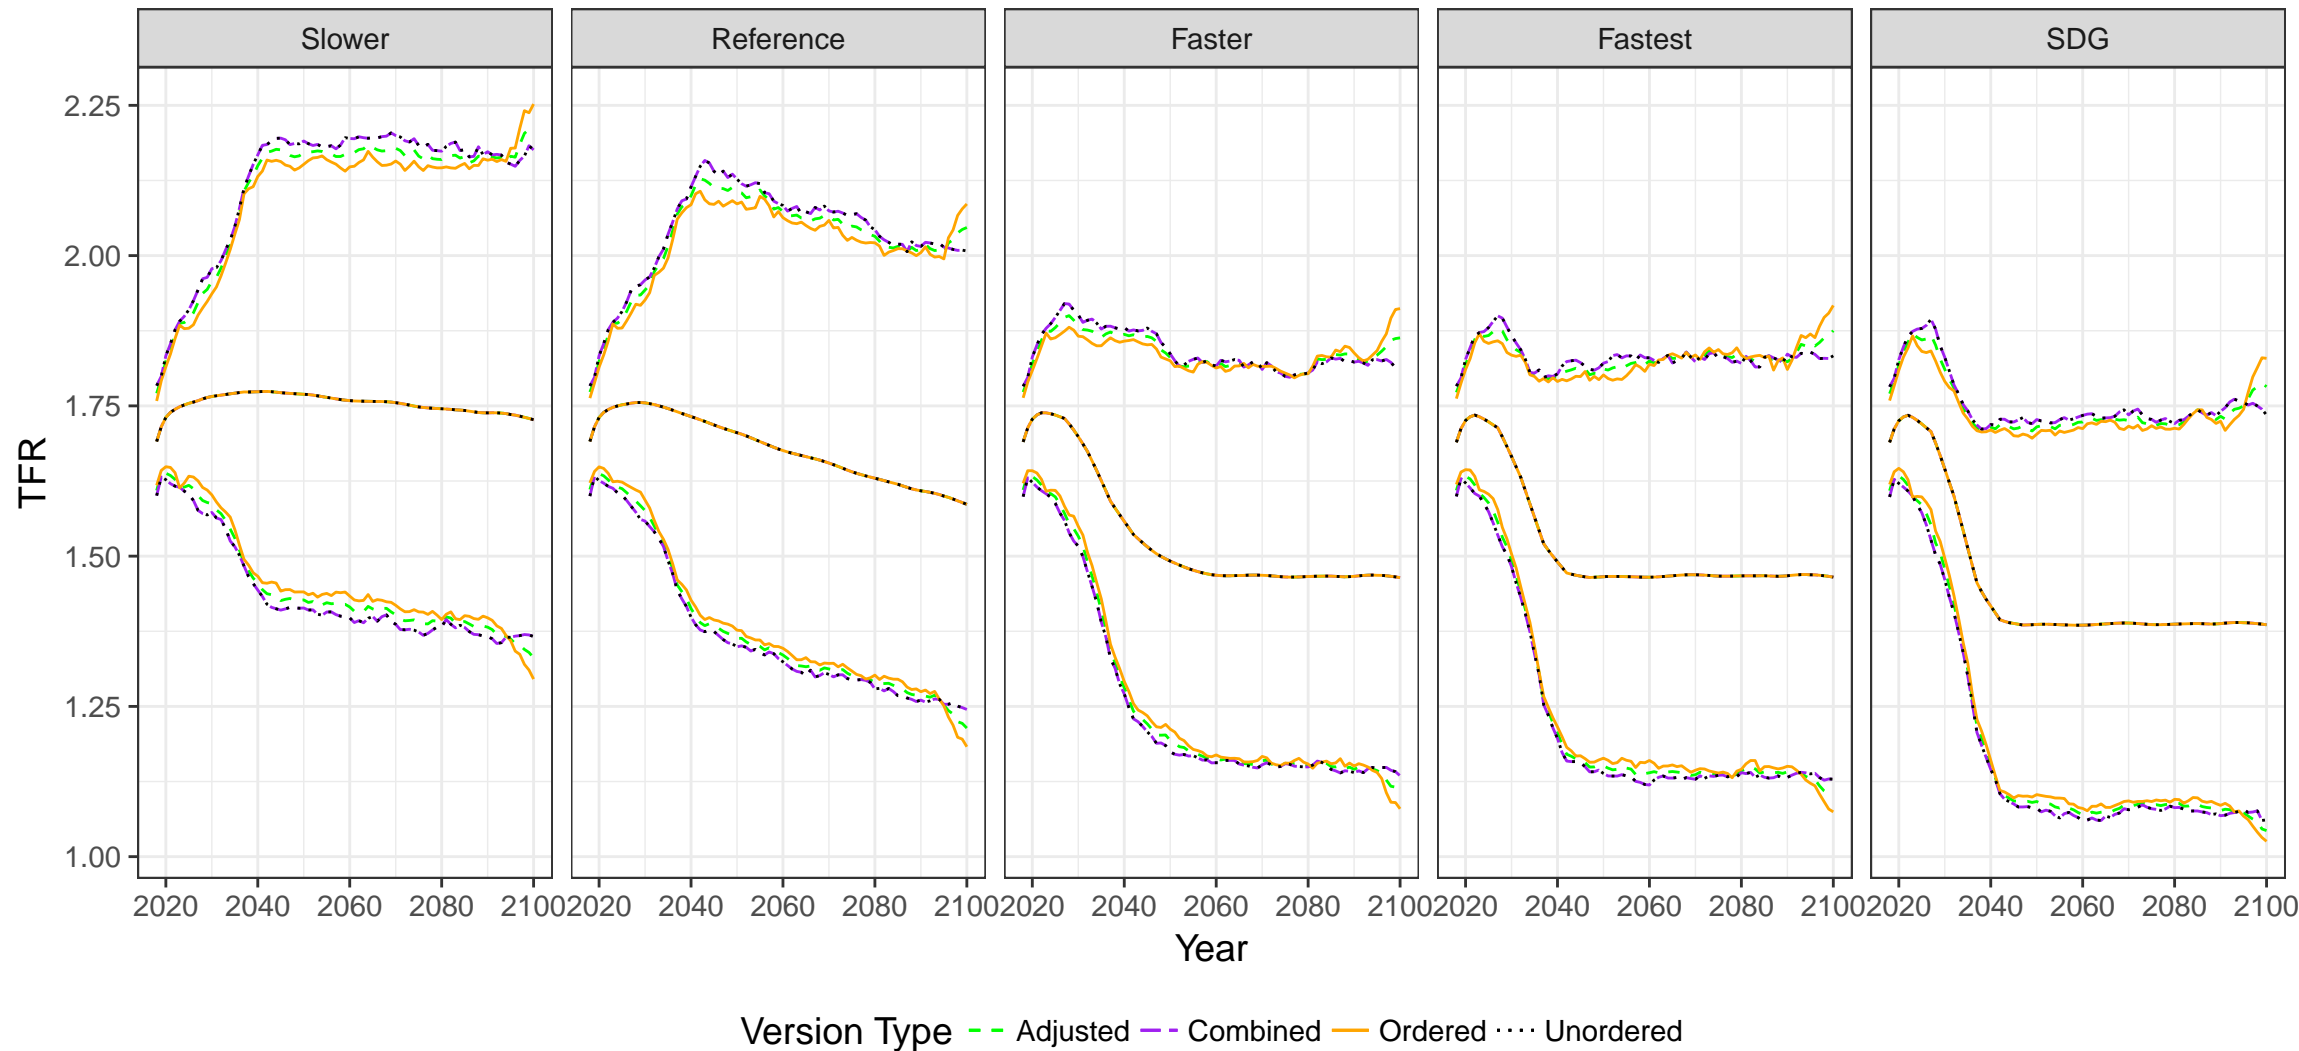 Slower Reference Faster Fastest SDG
2.25
2.00
1.75
1.50
1.25
1.00
TFR
2020 2040 2060 2080 2100 2020 2040 2060 2080 2100 2020 2040 2060 2080 2100 2020 2040 2060 2080 2100 2020 2040 2060 2080 2100
Year
Version Type Adjusted Combined Ordered Unordered